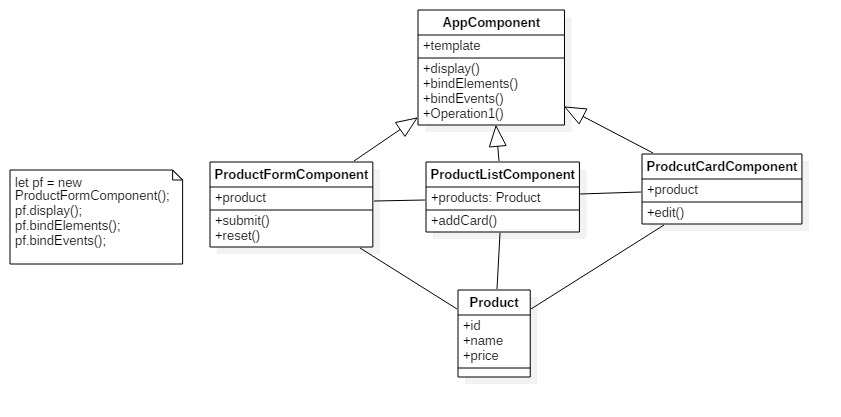 AppComponent
+template
+display()
+bindElements()
+bindEvents()
+Operation1()
let pf = new
ProductFormComponent();
pf.display();
pf.bindElements();
pf.bindEvents();
ProductFormComponent
+product
+submit()
+reset()
ProductListComponent
+products: Product
+addCard()
ProdcutCardComponent
+product
+edit()
Product
+id
+name
+price